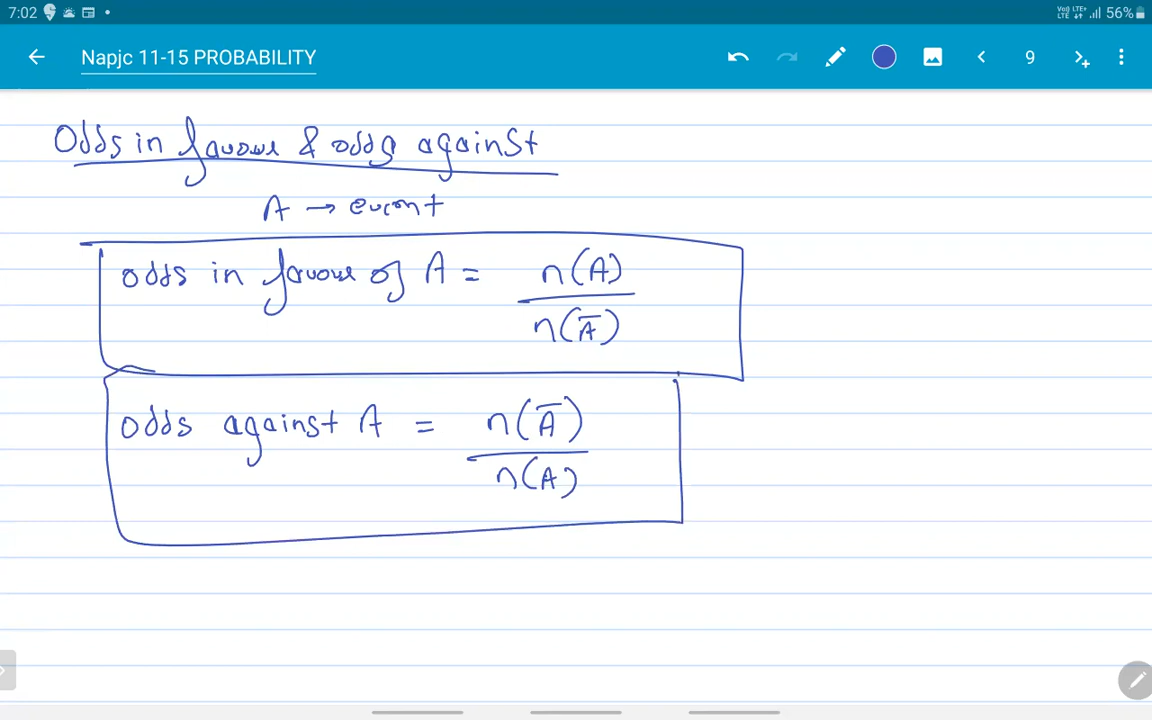 7:02 56%
Napjc 11-15 PROBABILITY 9
Odds in favour & odds against
A → event
odds in favour of A = n(A) / n(A̅)
odds against A = n(A̅) / n(A)